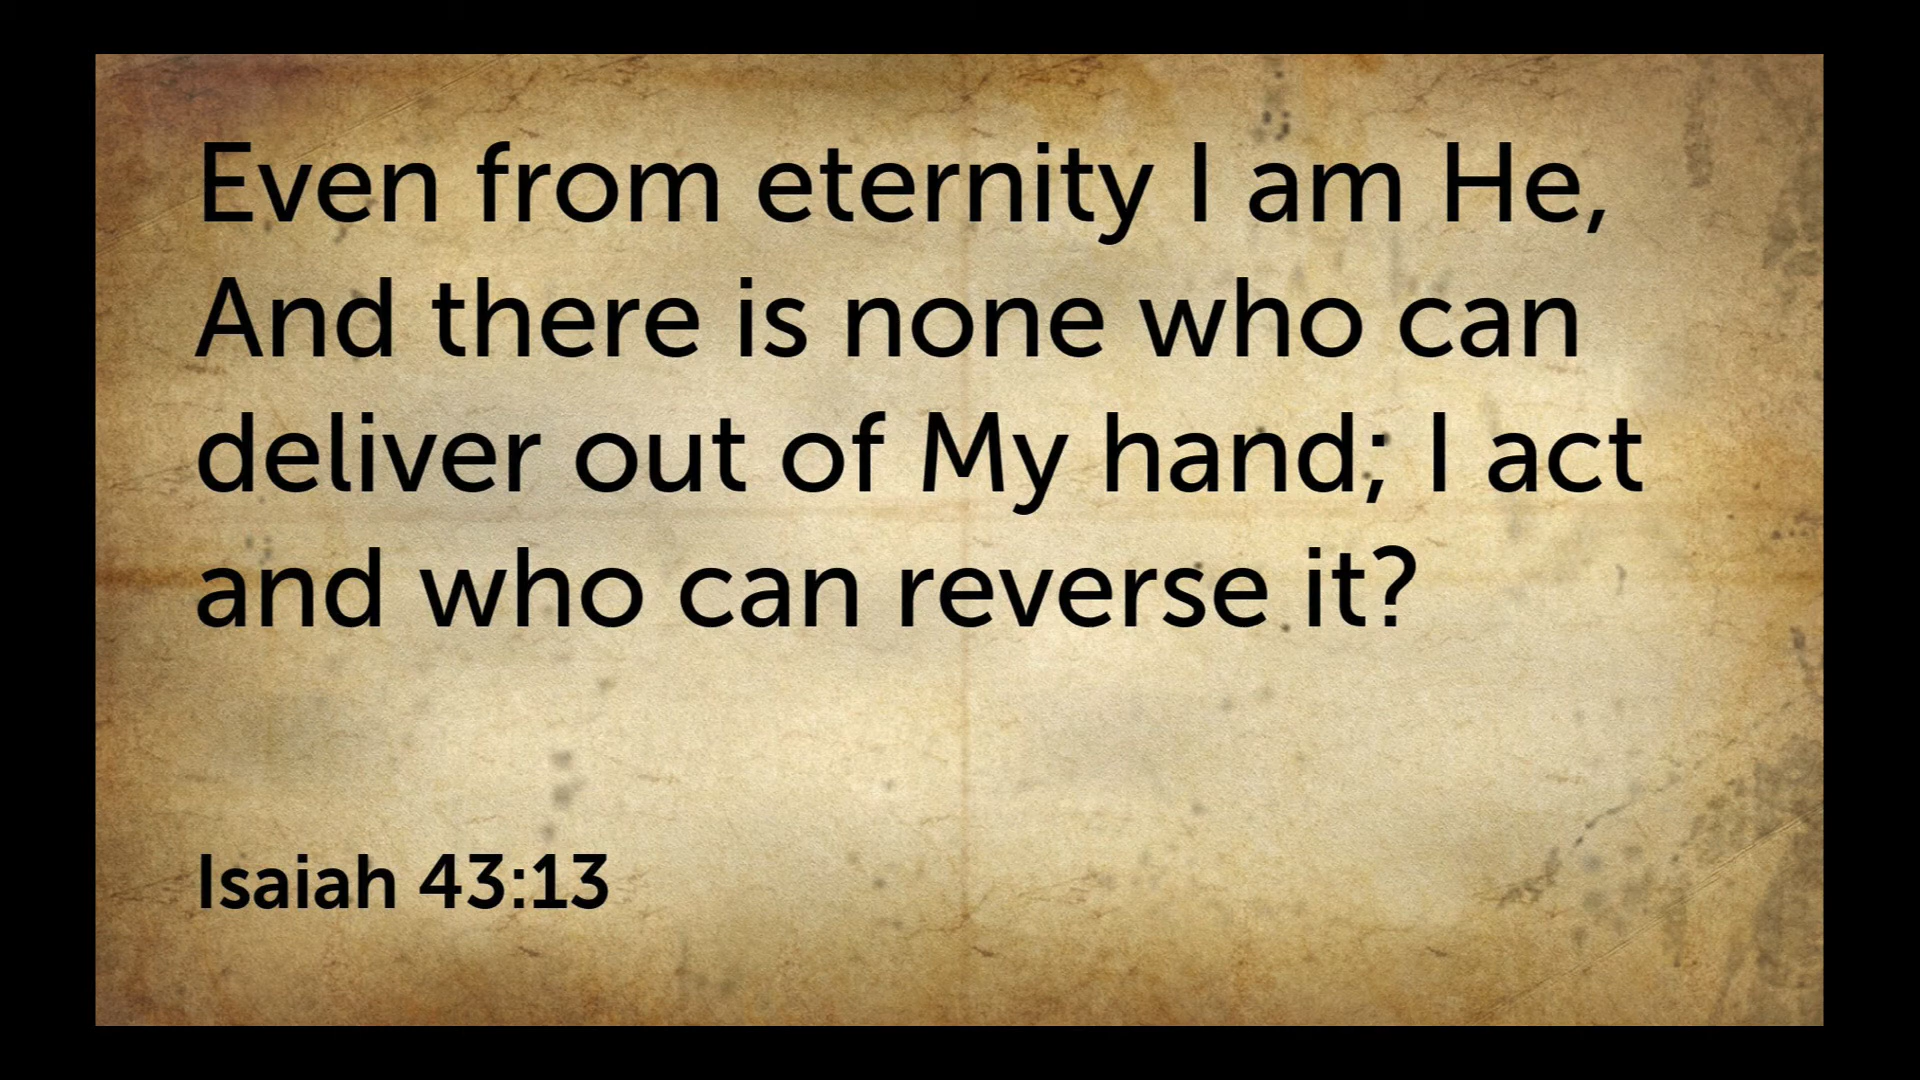 Even from eternity I am He,
And there is none who can
deliver out of My hand; I act
and who can reverse it?
Isaiah 43:13